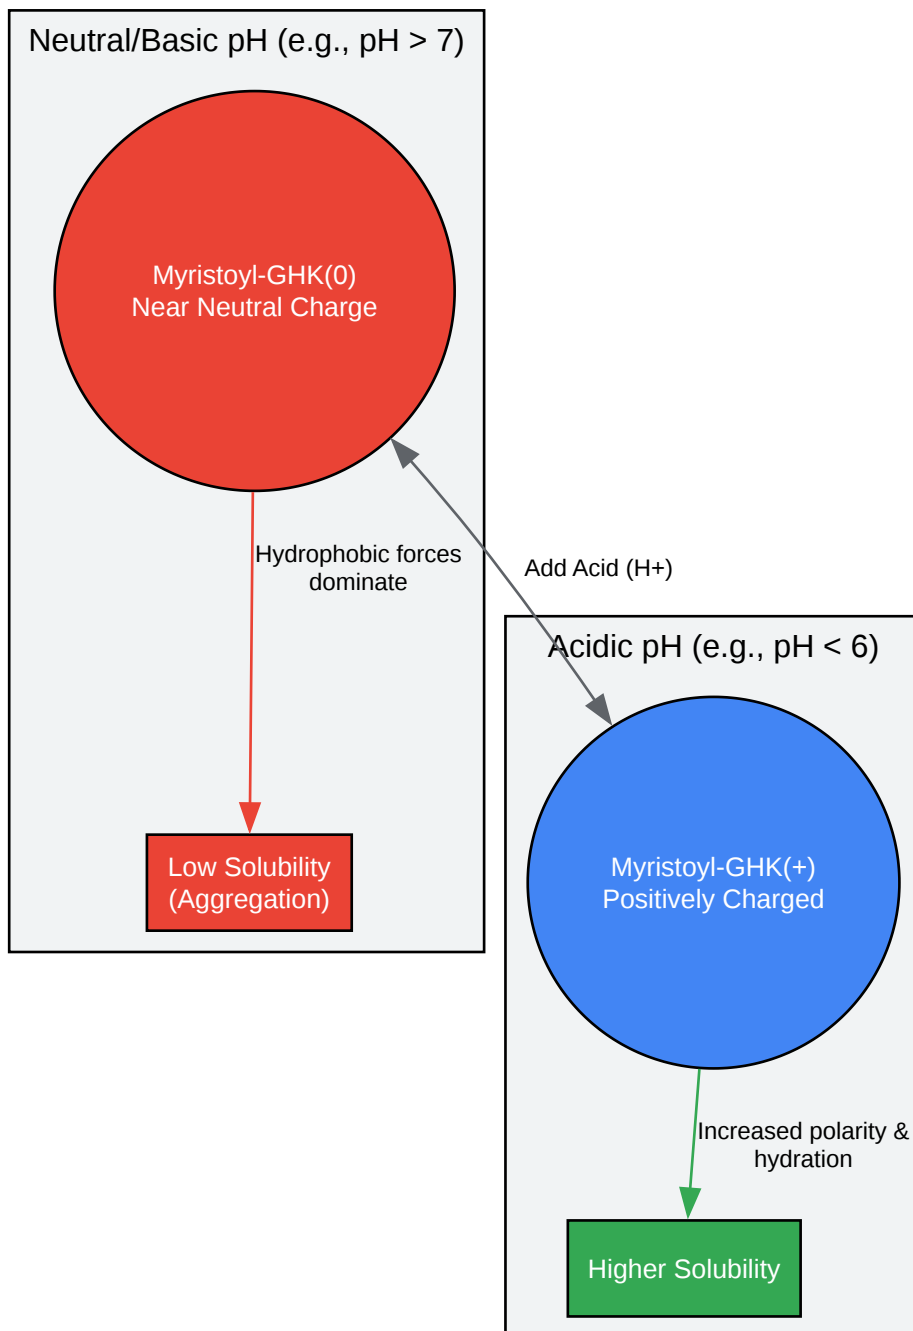 Neutral/Basic pH (e.g., pH > 7)
Myristoyl-GHK(0)
Near Neutral Charge
Hydrophobic forces
dominate
Add Acid (H+)
Low Solubility
(Aggregation)
Acidic pH (e.g., pH < 6)
Myristoyl-GHK(+)
Positively Charged
Increased polarity &
hydration
Higher Solubility